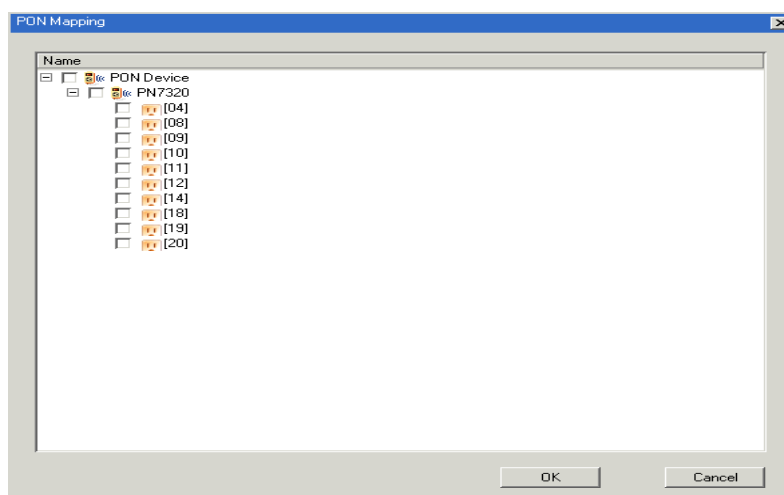 PON Mapping
Name
PON Device
PN7320
[04]
[08]
[09]
[10]
[11]
[12]
[14]
[18]
[19]
[20]
OK
Cancel